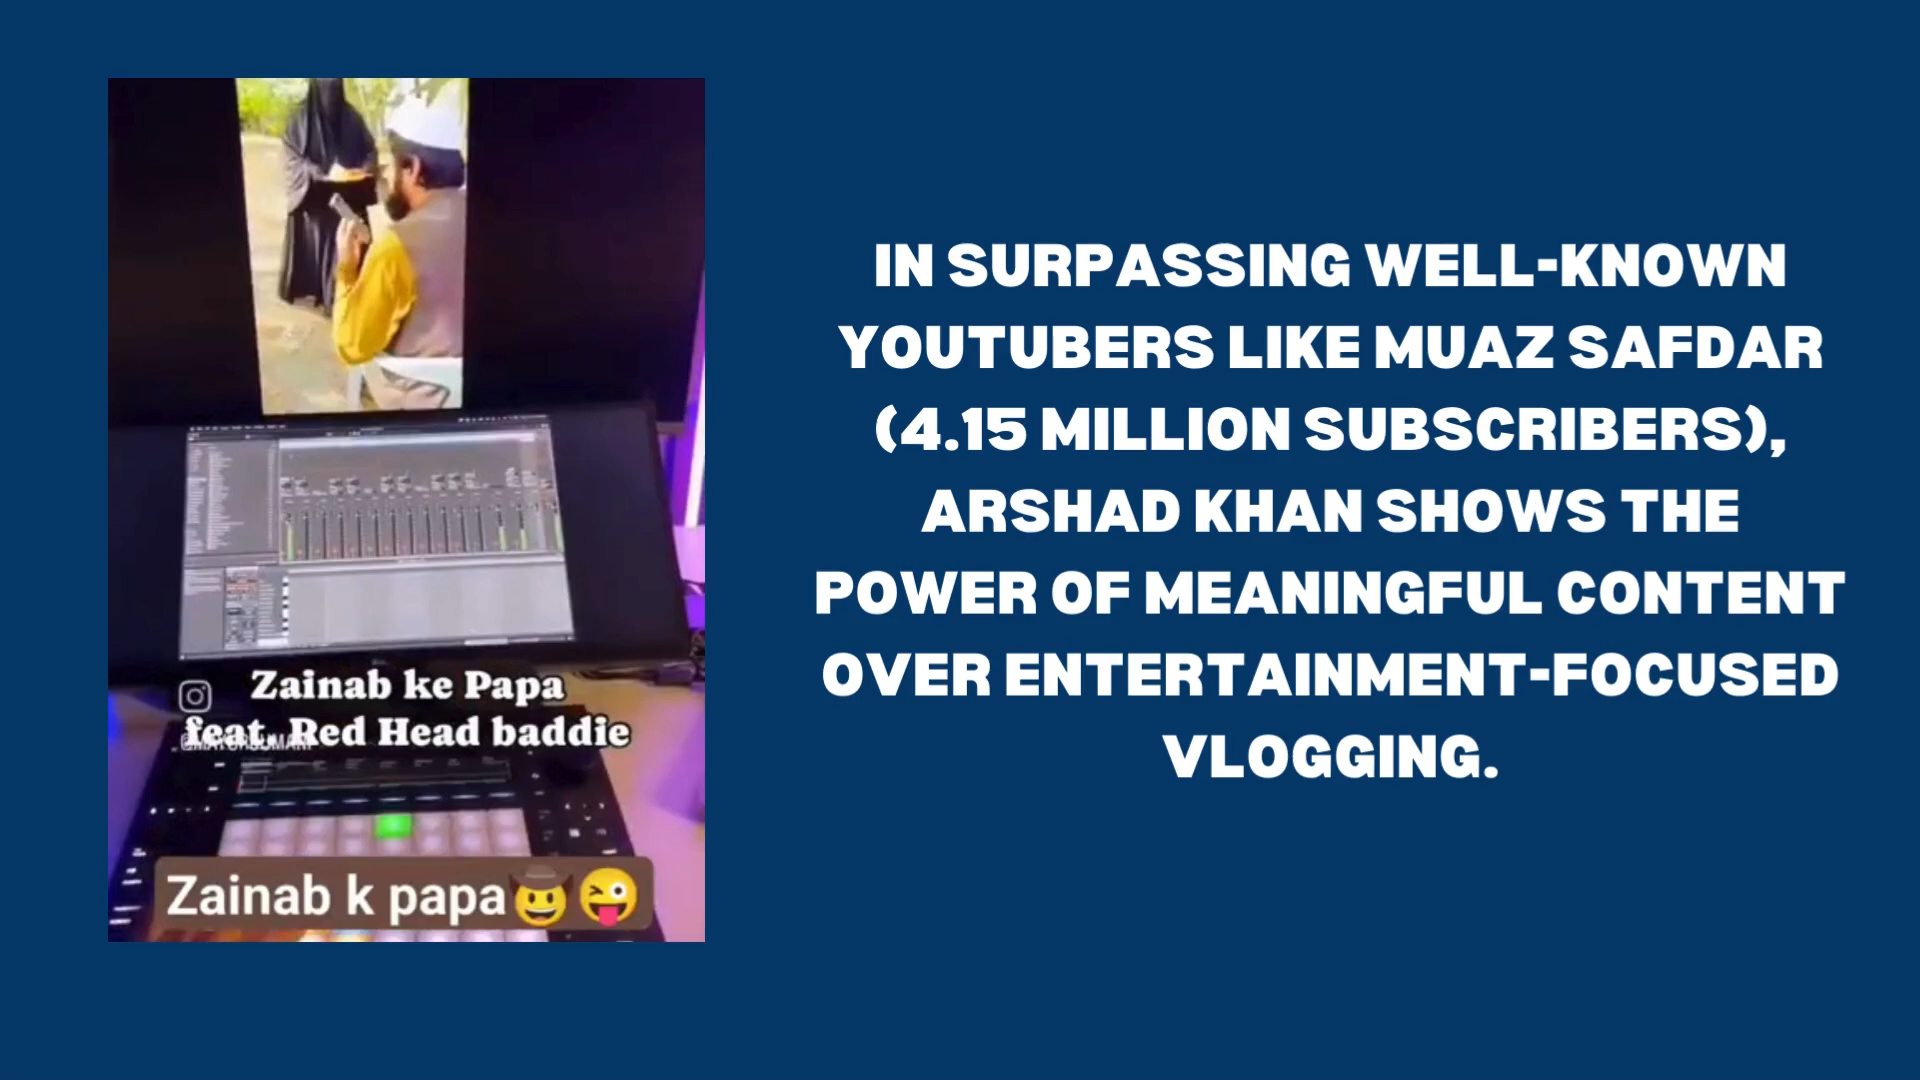 Zainab ke Papa
feat. Red Head baddie
Zainab k papa
IN SURPASSING WELL-KNOWN
YOUTUBERS LIKE MUAZ SAFDAR
(4.15 MILLION SUBSCRIBERS),
ARSHAD KHAN SHOWS THE
POWER OF MEANINGFUL CONTENT
OVER ENTERTAINMENT-FOCUSED
VLOGGING.